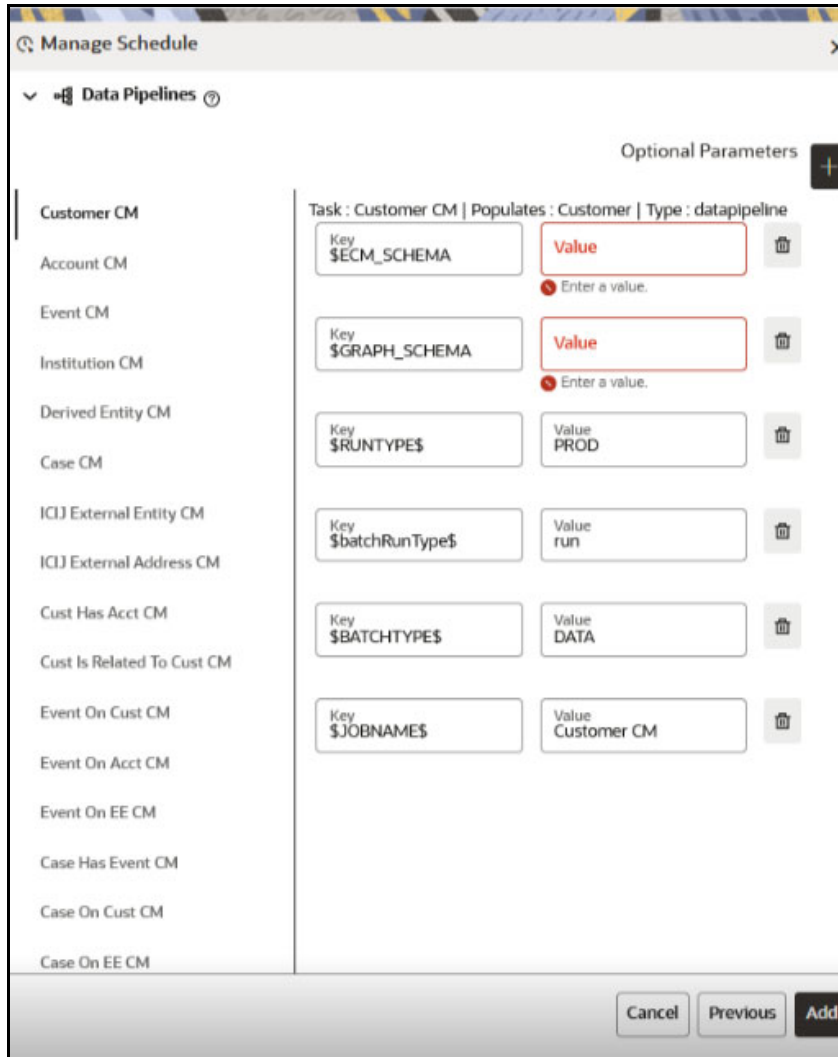 Manage Schedule
Data Pipelines
Optional Parameters
Customer CM
Account CM
Event CM
Institution CM
Derived Entity CM
Case CM
ICIJ External Entity CM
ICIJ External Address CM
Cust Has Acct CM
Cust Is Related To Cust CM
Event On Cust CM
Event On Acct CM
Event On EE CM
Case Has Event CM
Case On Cust CM
Case On EE CM
Task : Customer CM | Populates : Customer | Type : datapipeline
Key
$ECM_SCHEMA
Value
Enter a value.
Key
$GRAPH_SCHEMA
Value
Enter a value.
Key
$RUNTYPE$
Value
PROD
Key
$batchRunType$
Value
run
Key
$BATCHTYPE$
Value
DATA
Key
$JOBNAME$
Value
Customer CM
Cancel
Previous
Add